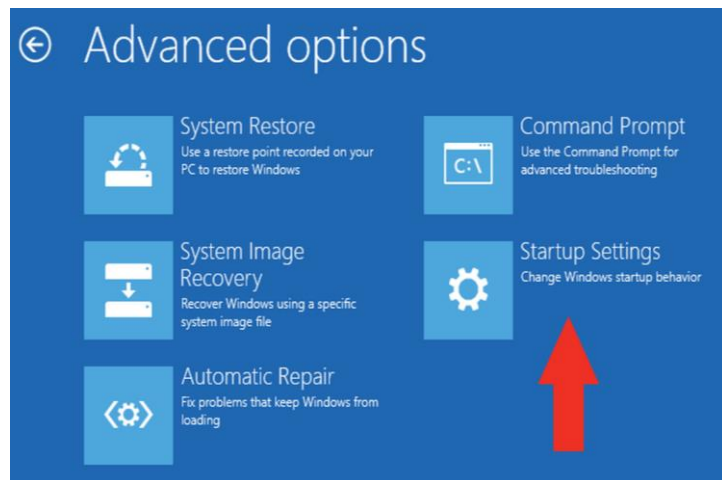 Advanced options
System Restore
Use a restore point recorded on your
PC to restore Windows
System Image
Recovery
Recover Windows using a specific
system image file
Automatic Repair
Fix problems that keep Windows from
loading
C:\
Command Prompt
Use the Command Prompt for
advanced troubleshooting
Startup Settings
Change Windows startup behavior